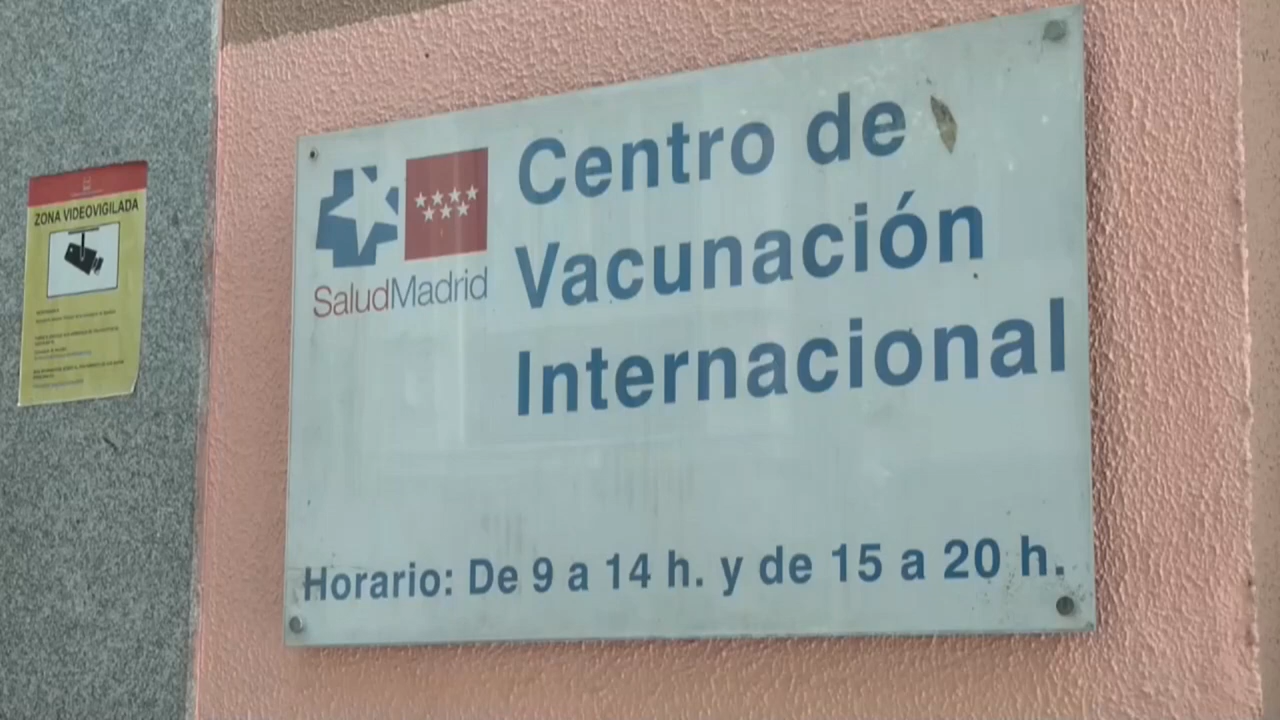 ZONA VIDEOVIGILADA
SaludMadrid
Centro de
Vacunación
Internacional
Horario: De 9 a 14 h. y de 15 a 20 h.